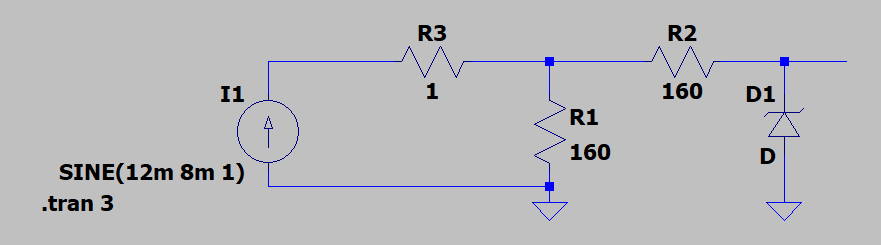 R3
R2
1
160
I1
D1
R1
160
D
SINE(12m 8m 1)
.tran 3